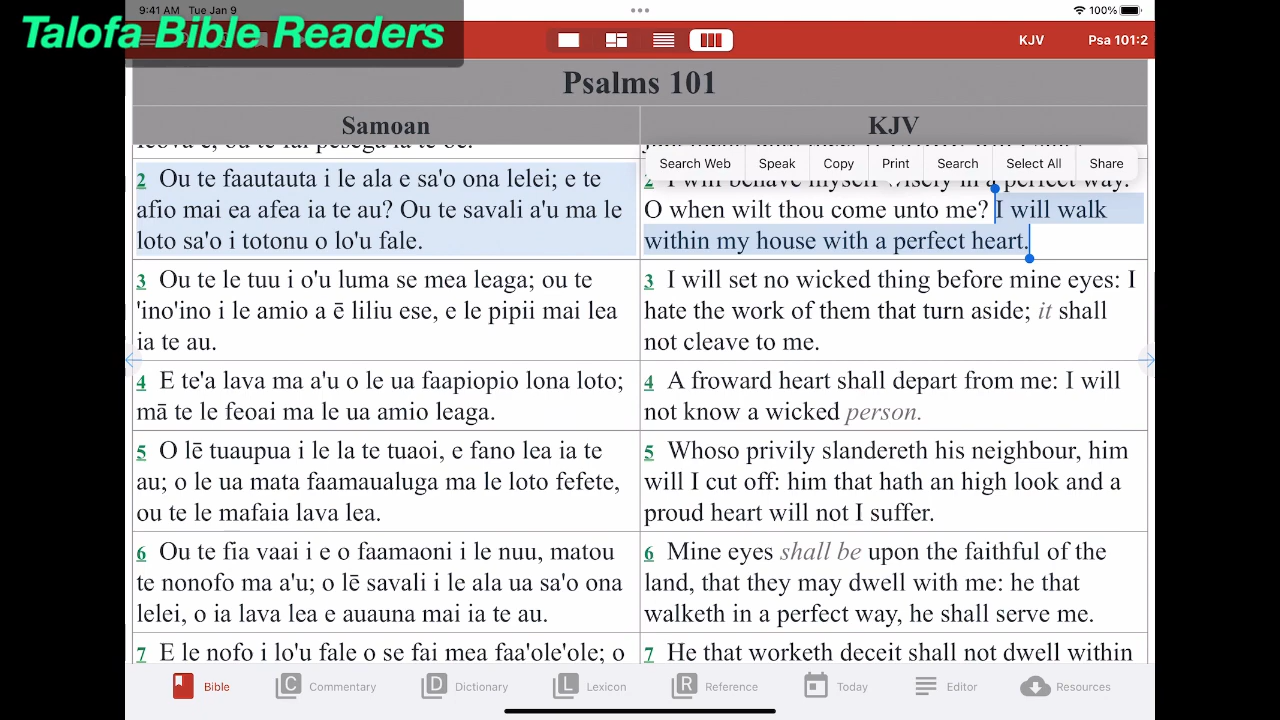 9:41 AM Tue Jan 9
100%
Talofa Bible Readers
KJV
Psa 101:2
Psalms 101
Samoan
KJV
Search Web
Speak
Copy
Print
Search
Select All
Share
2 Ou te faautauta i le ala e sa'o ona lelei; e te
afio mai ea afea ia te au? Ou te savali a'u ma le
loto sa'o i totonu o lo'u fale.
2 I will behave myself wisely in a perfect way.
O when wilt thou come unto me? I will walk
within my house with a perfect heart.
3 Ou te le tuu i o'u luma se mea leaga; ou te
'ino'ino i le amio a ē liliu ese, e le pipii mai lea
ia te au.
3 I will set no wicked thing before mine eyes: I
hate the work of them that turn aside; it shall
not cleave to me.
4 E te'a lava ma a'u o le ua faapiopio lona loto;
mā te le feoai ma le ua amio leaga.
4 A froward heart shall depart from me: I will
not know a wicked person.
5 O lē tuaupua i le la te tuaoi, e fano lea ia te
au; o le ua mata faamaualuga ma le loto fefete,
ou te le mafaia lava lea.
5 Whoso privily slandereth his neighbour, him
will I cut off: him that hath an high look and a
proud heart will not I suffer.
6 Ou te fia vaai i e o faamaoni i le nuu, matou
te nonofo ma a'u; o lē savali i le ala ua sa'o ona
lelei, o ia lava lea e auauna mai ia te au.
6 Mine eyes shall be upon the faithful of the
land, that they may dwell with me: he that
walketh in a perfect way, he shall serve me.
7 E le nofo i lo'u fale o se fai mea faa'ole'ole; o
7 He that worketh deceit shall not dwell within
Bible
Commentary
Dictionary
Lexicon
Reference
Today
Editor
Resources